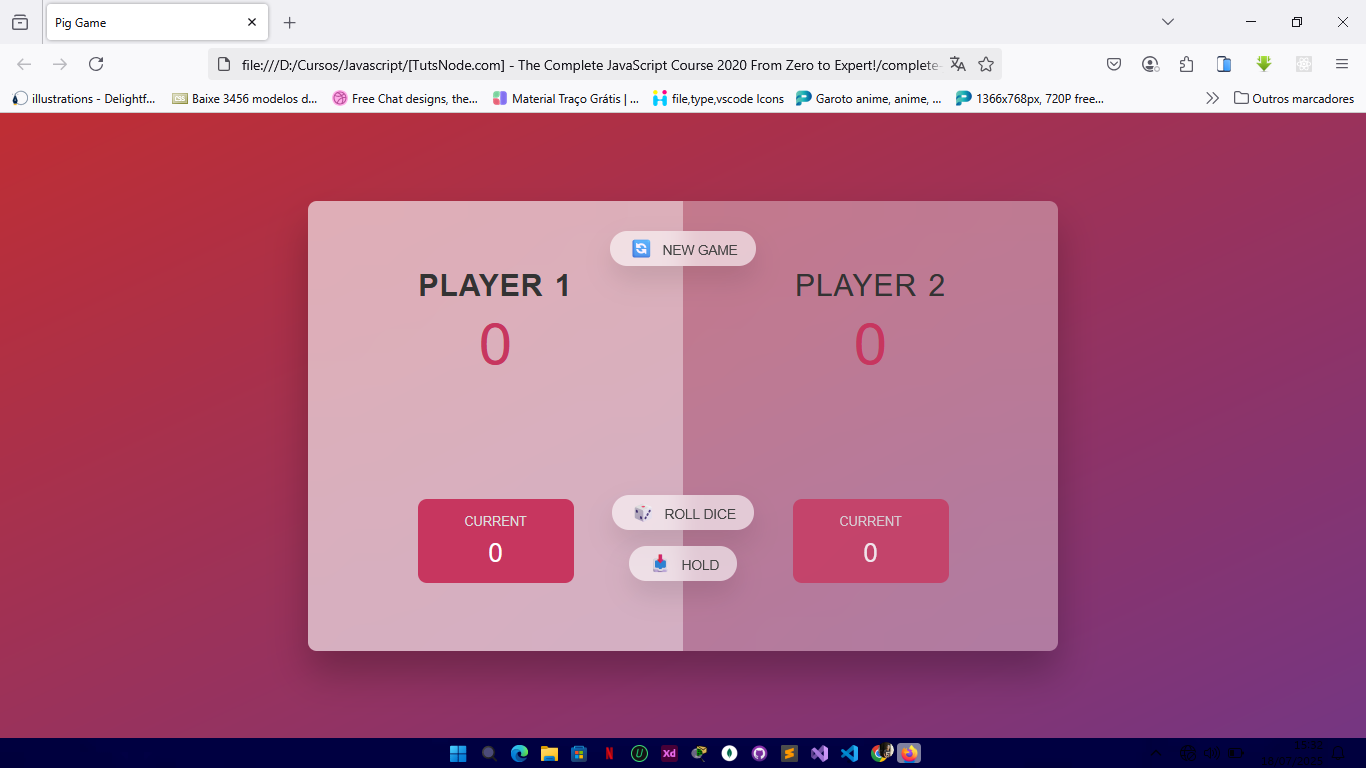 Pig Game
file:///D:/Cursos/Javascript/[TutsNode.com] - The Complete JavaScript Course 2020 From Zero to Expert!/complete-
illustrations - Delightf...
Baixe 3456 modelos d...
Free Chat designs, the...
Material Traço Grátis | ...
file,type,vscode Icons
Garoto anime, anime, ...
1366x768px, 720P free...
Outros marcadores
NEW GAME
PLAYER 1
0
PLAYER 2
0
CURRENT
0
ROLL DICE
HOLD
CURRENT
0